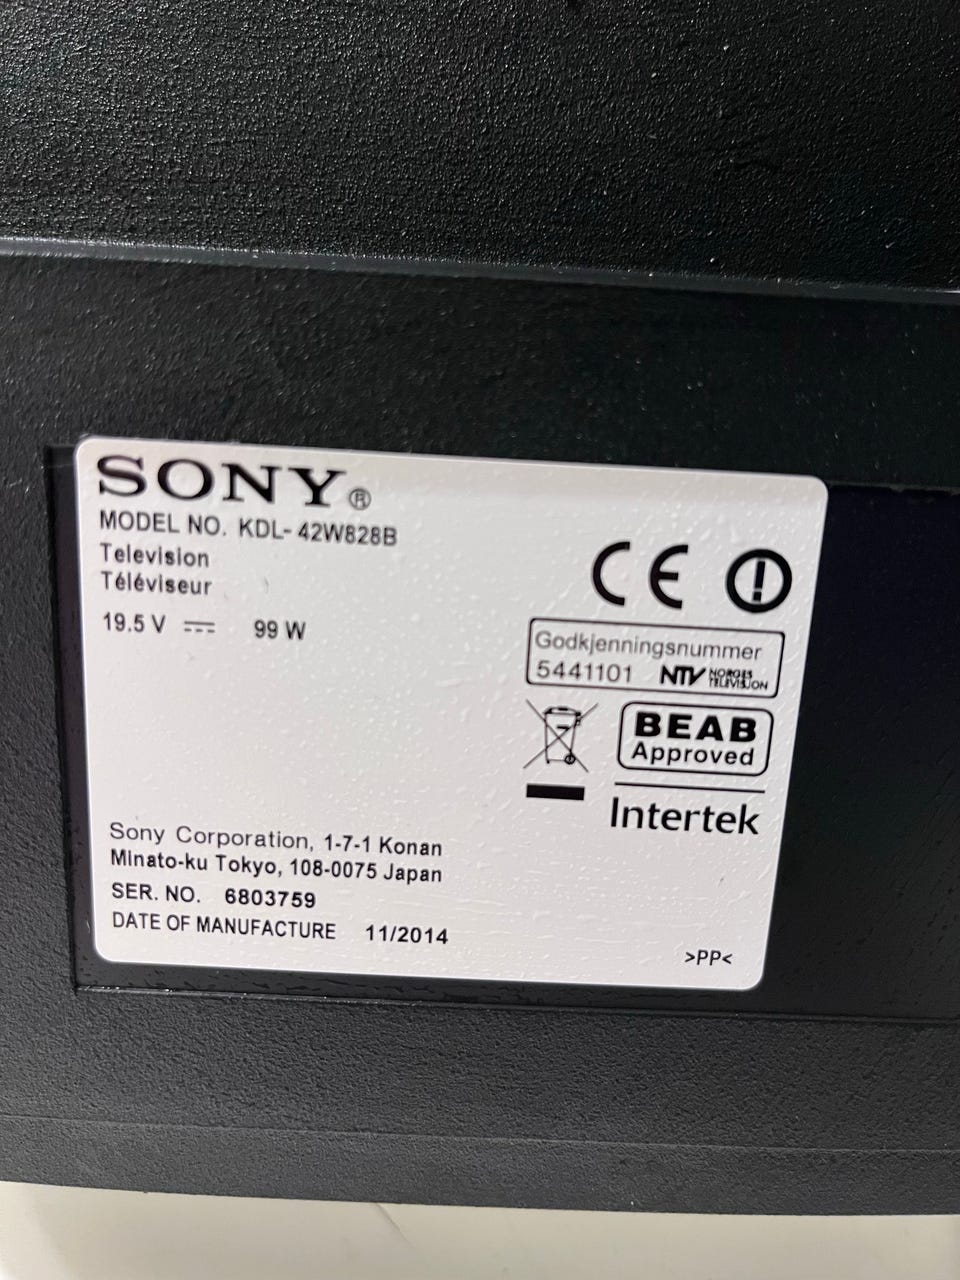 SONY®
MODEL NO. KDL-42W828B
Television
Téléviseur
19.5 V ⎓ 99 W
CE
Godkjenningsnummer
5441101 NTV NORGES TELEVISJON
BEAB
Approved
Intertek
Sony Corporation, 1-7-1 Konan
Minato-ku Tokyo, 108-0075 Japan
SER. NO. 6803759
DATE OF MANUFACTURE 11/2014
>PP<